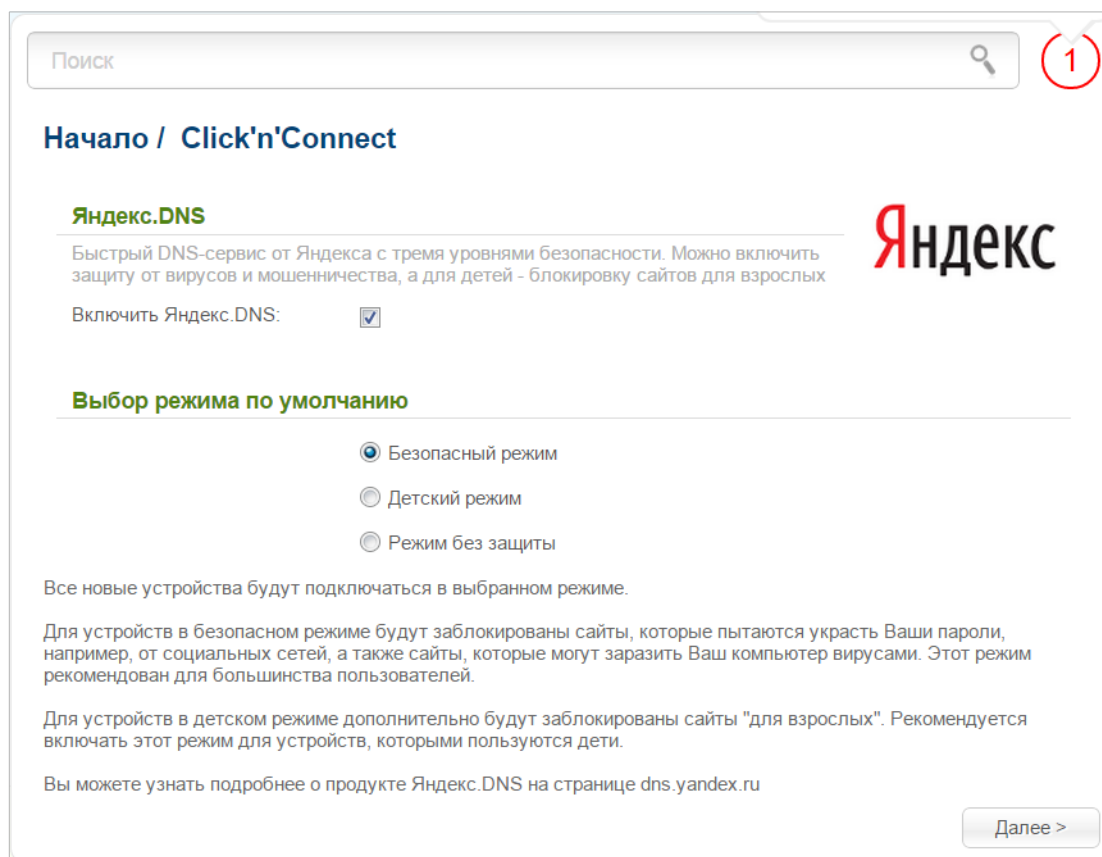 Поиск
1
Начало / Click'n'Connect
Яндекс.DNS
Яндекс
Быстрый DNS-сервис от Яндекса с тремя уровнями безопасности. Можно включить
защиту от вирусов и мошенничества, а для детей - блокировку сайтов для взрослых
Включить Яндекс.DNS:
Выбор режима по умолчанию
Безопасный режим
Детский режим
Режим без защиты
Все новые устройства будут подключаться в выбранном режиме.
Для устройств в безопасном режиме будут заблокированы сайты, которые пытаются украсть Ваши пароли,
например, от социальных сетей, а также сайты, которые могут заразить Ваш компьютер вирусами. Этот режим
рекомендован для большинства пользователей.
Для устройств в детском режиме дополнительно будут заблокированы сайты "для взрослых". Рекомендуется
включать этот режим для устройств, которыми пользуются дети.
Вы можете узнать подробнее о продукте Яндекс.DNS на странице dns.yandex.ru
Далее >